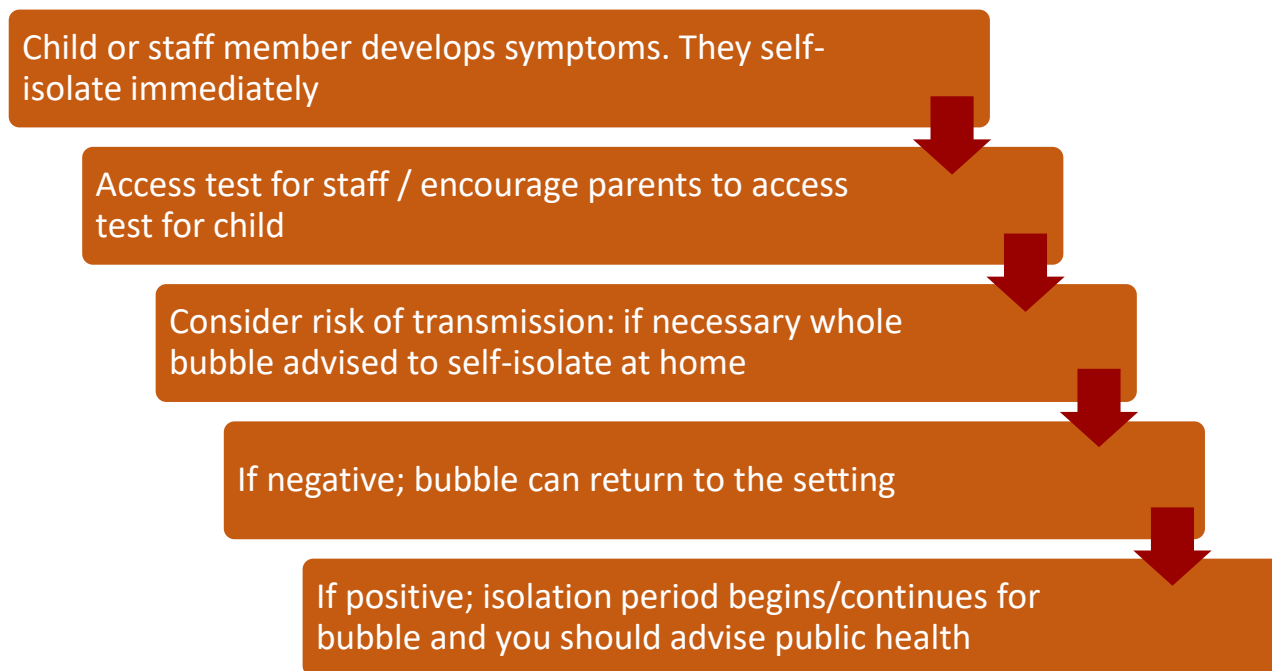 Child or staff member develops symptoms. They self-
isolate immediately
Access test for staff / encourage parents to access
test for child
Consider risk of transmission: if necessary whole
bubble advised to self-isolate at home
If negative; bubble can return to the setting
If positive; isolation period begins/continues for
bubble and you should advise public health